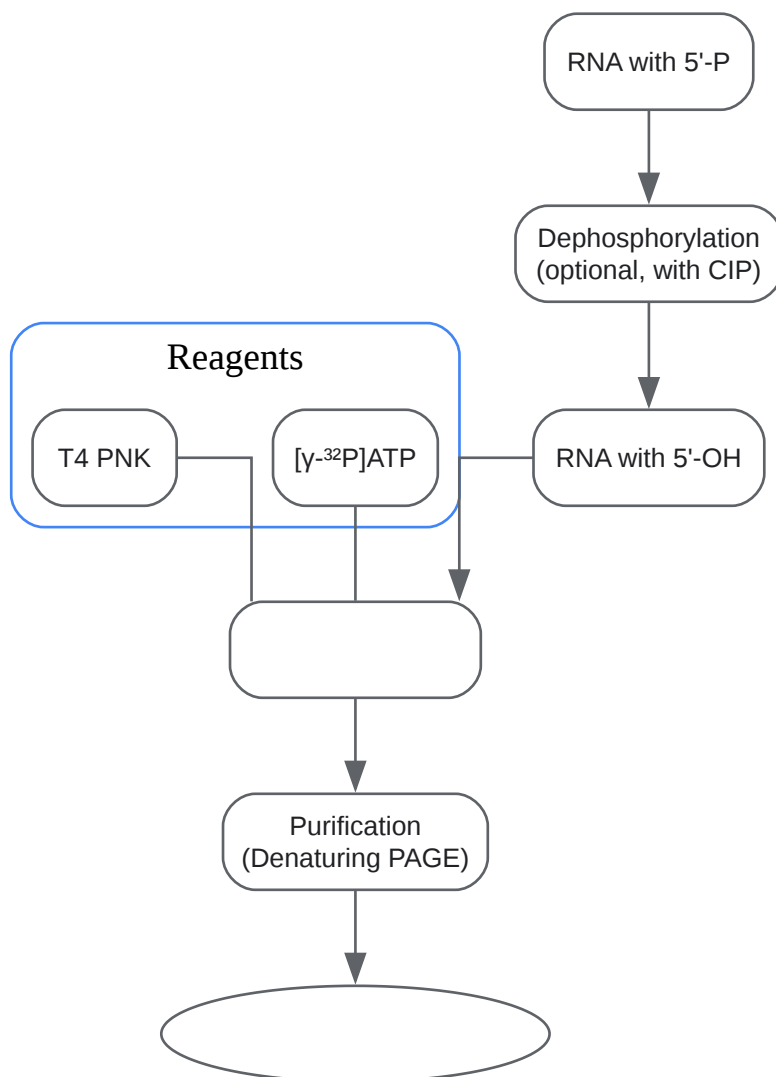 RNA with 5'-P
Dephosphorylation
(optional, with CIP)
Reagents
T4 PNK
[γ-³²P]ATP
RNA with 5'-OH
Purification
(Denaturing PAGE)